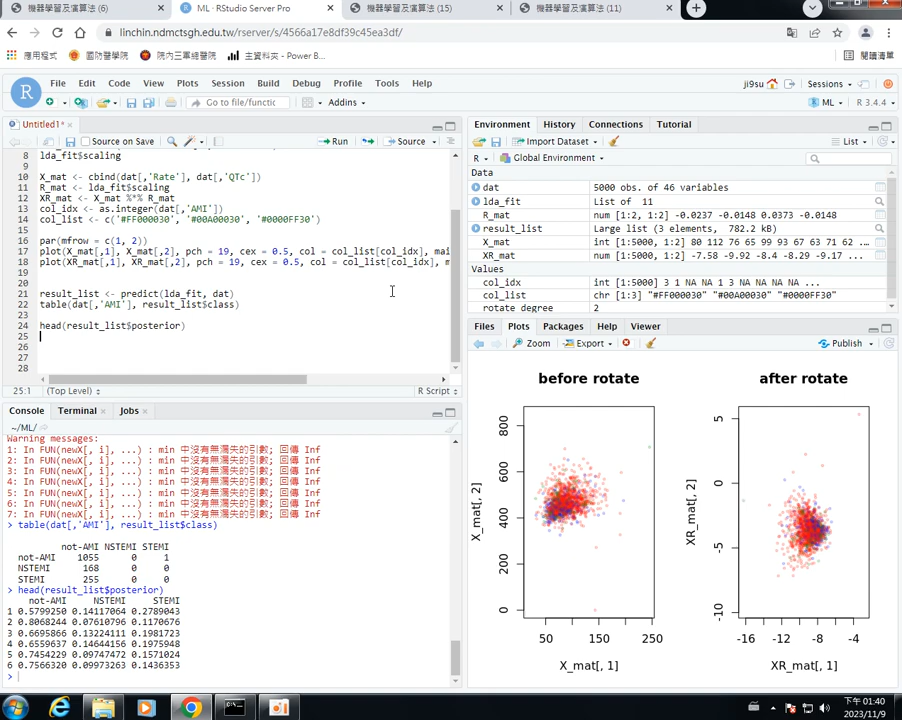 機器學習及演算法 (6)
ML · RStudio Server Pro
機器學習及演算法 (15)
機器學習及演算法 (11)
linchin.ndmctsgh.edu.tw/rserver/s/4566a17e8df39c45ea3df/
應用程式
國防醫學院
院內三軍總醫院
主資料夾 - Power B...
閱讀清單
File Edit Code View Plots Session Build Debug Profile Tools Help
ji9su
Sessions
Go to file/functic
Addins
ML
R 3.4.4
Untitled1*
Source on Save
Run
Source
8 lda_fit$scaling
9
10 X_mat <- cbind(dat[,'Rate'], dat[,'QTc'])
11 R_mat <- lda_fit$scaling
12 XR_mat <- X_mat %*% R_mat
13 col_idx <- as.integer(dat[,'AMI'])
14 col_list <- c('#FF000030', '#00A00030', '#0000FF30')
15
16 par(mfrow = c(1, 2))
17 plot(X_mat[,1], X_mat[,2], pch = 19, cex = 0.5, col = col_list[col_idx], mai
18 plot(XR_mat[,1], XR_mat[,2], pch = 19, cex = 0.5, col = col_list[col_idx], m
19
20
21 result_list <- predict(lda_fit, dat)
22 table(dat[,'AMI'], result_list$class)
23
24 head(result_list$posterior)
25
26
27
28
25:1
(Top Level)
R Script
Console Terminal Jobs
~/ML/
Warning messages:
1: In FUN(newX[, i], ...) : min 中沒有無漏失的引數; 回傳 Inf
2: In FUN(newX[, i], ...) : min 中沒有無漏失的引數; 回傳 Inf
3: In FUN(newX[, i], ...) : min 中沒有無漏失的引數; 回傳 Inf
4: In FUN(newX[, i], ...) : min 中沒有無漏失的引數; 回傳 Inf
5: In FUN(newX[, i], ...) : min 中沒有無漏失的引數; 回傳 Inf
6: In FUN(newX[, i], ...) : min 中沒有無漏失的引數; 回傳 Inf
7: In FUN(newX[, i], ...) : min 中沒有無漏失的引數; 回傳 Inf
> table(dat[,'AMI'], result_list$class)
not-AMI NSTEMI STEMI
not-AMI 1055 0 1
NSTEMI 168 0 0
STEMI 255 0 0
> head(result_list$posterior)
not-AMI NSTEMI STEMI
1 0.5799250 0.14117064 0.2789043
2 0.8068244 0.07610796 0.1170676
3 0.6695866 0.13224111 0.1981723
4 0.6559637 0.14644156 0.1975948
5 0.7454229 0.09747472 0.1571024
6 0.7566320 0.09973263 0.1436353
>
Environment History Connections Tutorial
Import Dataset
List
R
Global Environment
Data
dat 5000 obs. of 46 variables
lda_fit List of 11
R_mat num [1:2, 1:2] -0.0237 -0.0148 0.0373 -0.0148
result_list Large list (3 elements, 782.2 kB)
X_mat num [1:5000, 1:2] 80 112 76 65 99 93 67 63 71 62 ...
XR_mat num [1:5000, 1:2] -7.58 -9.92 -8.4 -8.29 -9.17 ...
Values
col_idx int [1:5000] 3 1 NA NA 1 3 NA NA NA NA ...
col_list chr [1:3] "#FF000030" "#00A00030" "#0000FF30"
rotate degree 2
Files Plots Packages Help Viewer
Zoom
Export
Publish
before rotate
after rotate
X_mat[, 2]
0 200 400 600 800
50 150 250
X_mat[, 1]
XR_mat[, 2]
-10 -5 0 5
-16 -12 -8 -4
XR_mat[, 1]
下午 01:40
2023/11/9